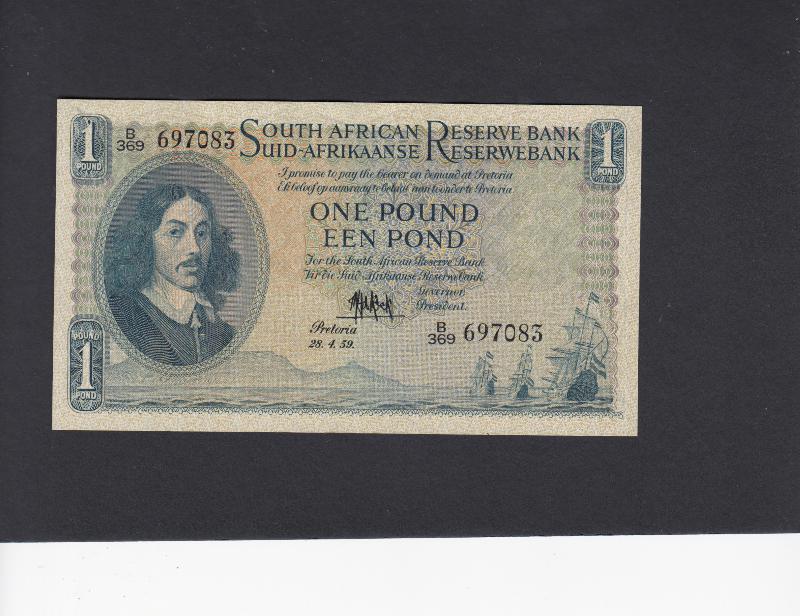 1
POUND
B/369 697083
SOUTH AFRICAN RESERVE BANK
SUID-AFRIKAANSE RESERWEBANK
1
POND
I promise to pay the bearer on demand at Pretoria
Ek beloof op aanvraag te betaal aan toonder te Pretoria
ONE POUND
EEN POND
For the South African Reserve Bank
Vir die Suid-Afrikaanse Reserwebank
Governor
President.
Pretoria
28. 4. 59.
B/369 697083
POUND
1
POND